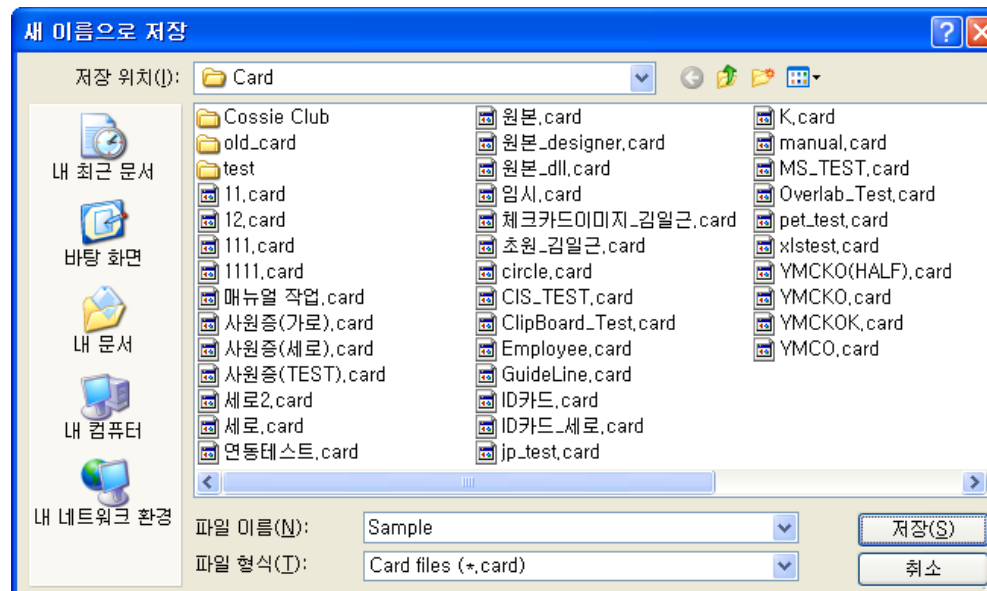 새 이름으로 저장
저장 위치(I):
Card
내 최근 문서
바탕 화면
내 문서
내 컴퓨터
내 네트워크 환경
Cossie Club
old_card
test
11.card
12.card
111.card
1111.card
매뉴얼 작업.card
사원증(가로).card
사원증(세로).card
사원증(TEST).card
세로2.card
세로.card
연동테스트.card
원본.card
원본_designer.card
원본_dll.card
임시.card
체크카드이미지_김일근.card
초원_김일근.card
circle.card
CIS_TEST.card
ClipBoard_Test.card
Employee.card
GuideLine.card
ID카드.card
ID카드_세로.card
jp_test.card
K.card
manual.card
MS_TEST.card
Overlab_Test.card
pet_test.card
xlstest.card
YMCKO(HALF).card
YMCKO.card
YMCKOK.card
YMCO.card
파일 이름(N):
Sample
저장(S)
파일 형식(T):
Card files (*.card)
취소